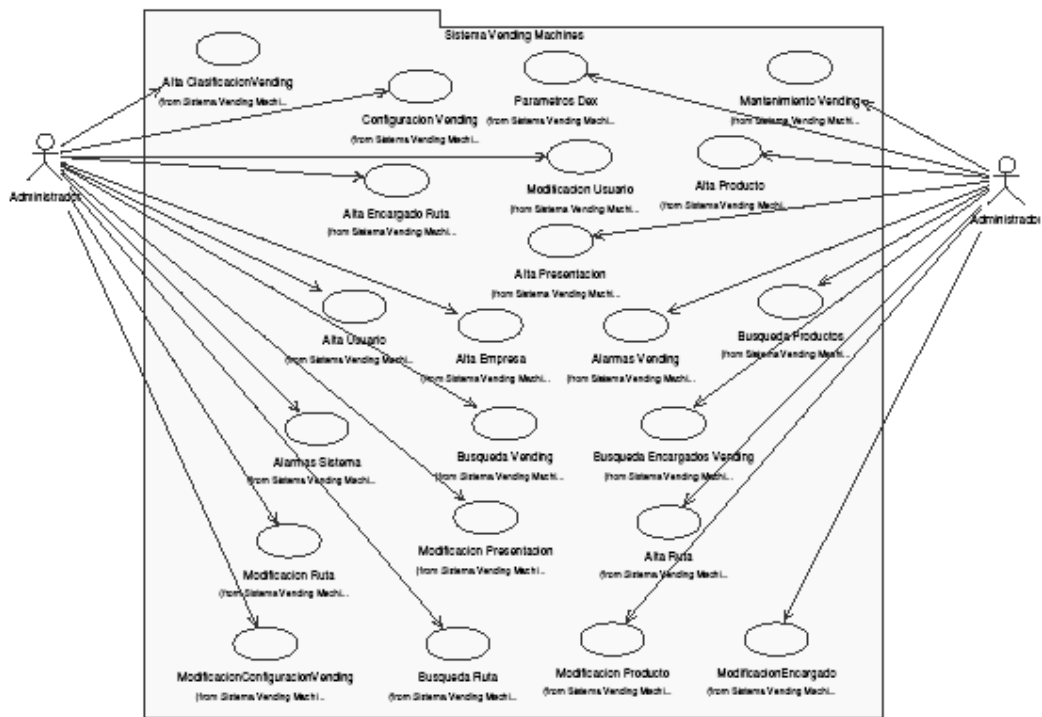 Sistema Vending Machines
Alta ClasificacionVending
(from Sistema Vending Machi...
Configuracion Vending
(from Sistema Vending Machi...
Parametros Dex
(from Sistema Vending Machi...
Mantenimiento Vending
(from Sistema Vending Machi...
Administrador
Alta Encargado Ruta
(from Sistema Vending Machi...
Modificacion Usuario
(from Sistema Vending Machi...
Alta Producto
(from Sistema Vending Machi...
Administrador
Alta Presentacion
(from Sistema Vending Machi...
Alta Usuario
(from Sistema Vending Machi...
Alta Empresa
(from Sistema Vending Machi...
Alarmas Vending
(from Sistema Vending Machi...
Busqueda Productos
(from Sistema Vending Machi...
Alarmas Sistema
(from Sistema Vending Machi...
Busqueda Vending
(from Sistema Vending Machi...
Busqueda Encargados Vending
(from Sistema Vending Machi...
Modificacion Ruta
(from Sistema Vending Machi...
Modificacion Presentacion
(from Sistema Vending Machi...
Alta Ruta
(from Sistema Vending Machi...
ModificacionConfiguracionVending
(from Sistema Vending Machi...
Busqueda Ruta
(from Sistema Vending Machi...
Modificacion Producto
(from Sistema Vending Machi...
ModificacionEncargado
(from Sistema Vending Machi...